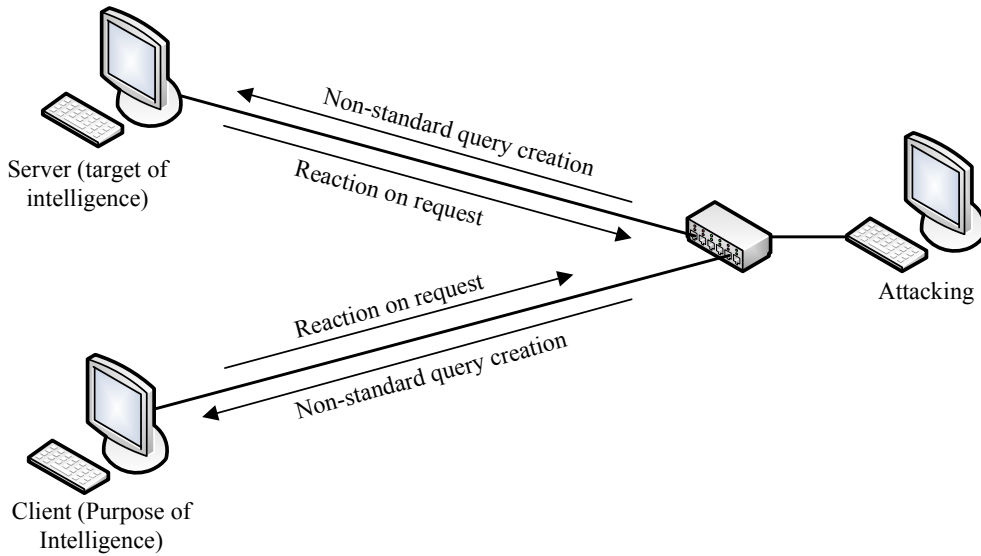 Non-standard query creation
Reaction on request
Server (target of
intelligence)
Attacking
Reaction on request
Non-standard query creation
Client (Purpose of
Intelligence)